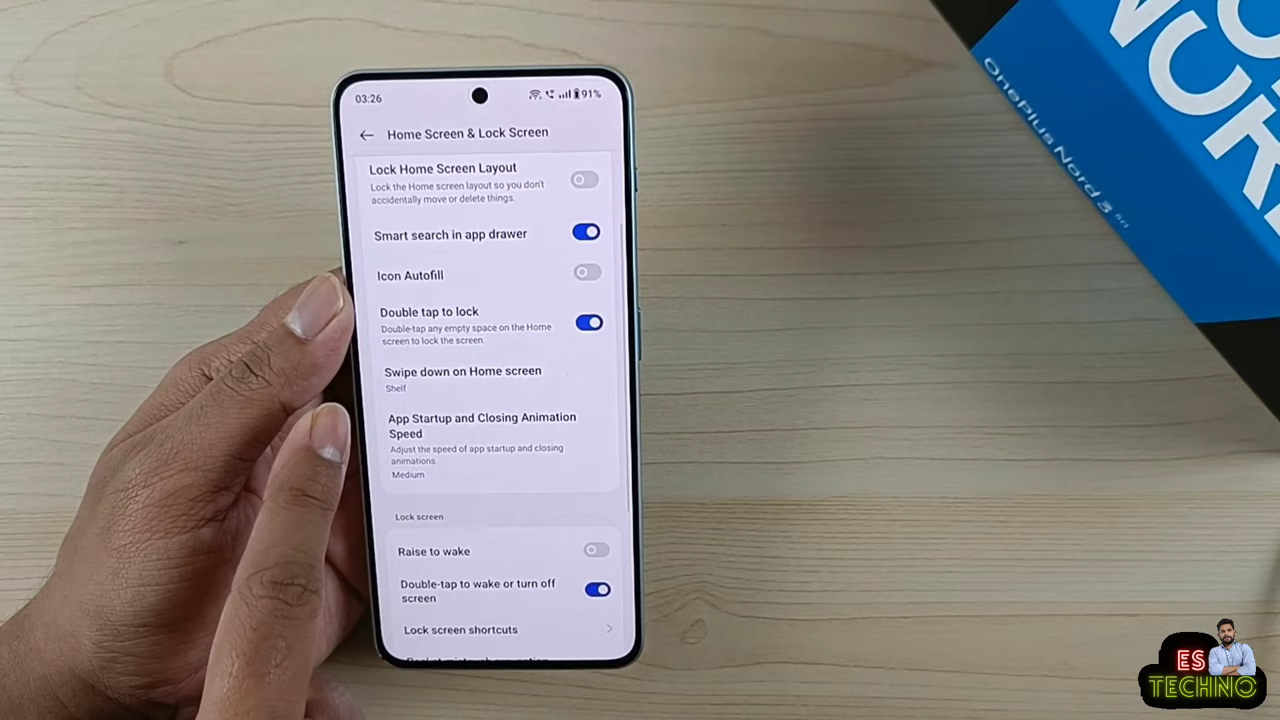 03:26
91%
Home Screen & Lock Screen
Lock Home Screen Layout
Lock the Home screen layout so you don't
accidentally move or delete things.
Smart search in app drawer
Icon Autofill
Double tap to lock
Double-tap any empty space on the Home
screen to lock the screen
Swipe down on Home screen
Shelf
App Startup and Closing Animation
Speed
Adjust the speed of app startup and closing
animations.
Medium
Lock screen
Raise to wake
Double-tap to wake or turn off
screen
Lock screen shortcuts
OnePlus Nord 3 5G
ES
TECHNO